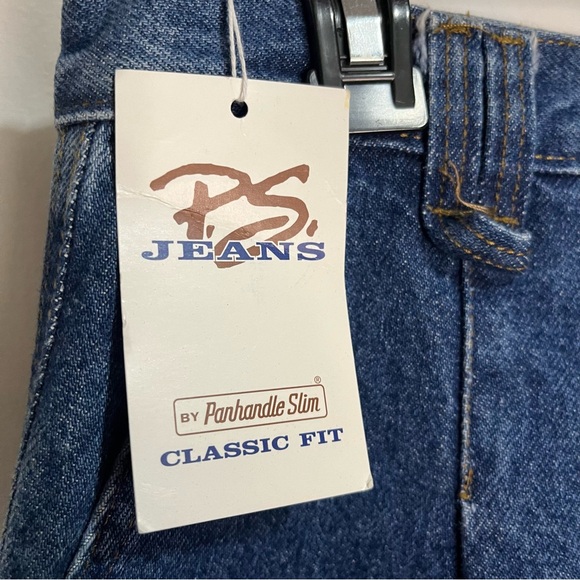 P.S.
JEANS
BY Panhandle Slim®
CLASSIC FIT